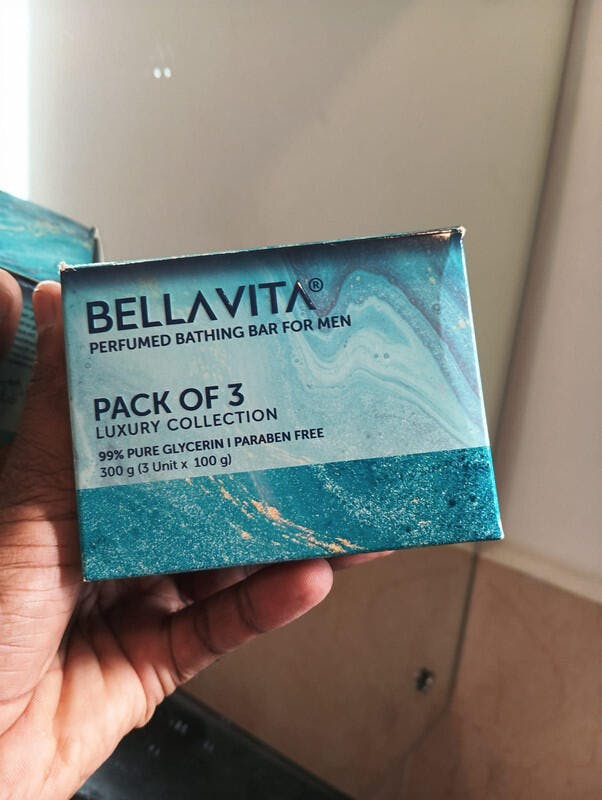 BELLAVITA®
PERFUMED BATHING BAR FOR MEN
PACK OF 3
LUXURY COLLECTION
99% PURE GLYCERIN I PARABEN FREE
300 g (3 Unit x 100 g)